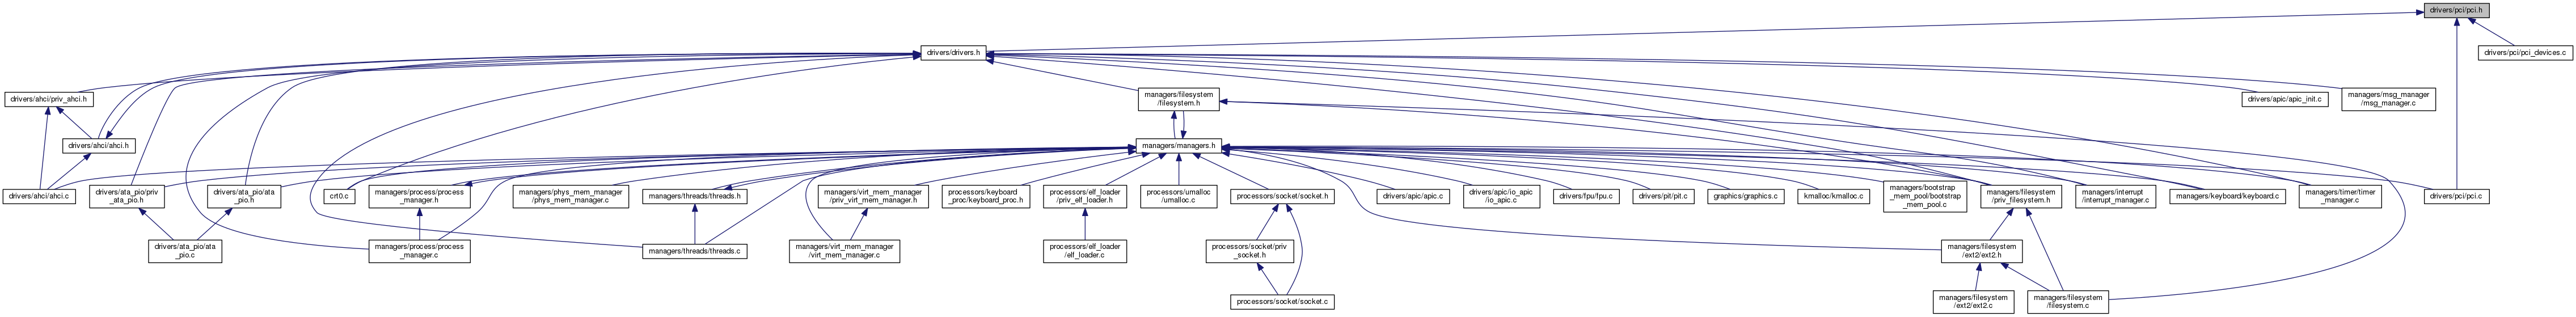 drivers/pci/pci.h
drivers/drivers.h
drivers/pci/pci_devices.c
drivers/ahci/priv_ahci.h
managers/filesystem
/filesystem.h
drivers/apic/apic_init.c
managers/msg_manager
/msg_manager.c
drivers/ahci/ahci.h
managers/managers.h
drivers/ahci/ahci.c
drivers/ata_pio/priv
_ata_pio.h
drivers/ata_pio/ata
_pio.h
crt0.c
managers/process/process
_manager.h
managers/phys_mem_manager
/phys_mem_manager.c
managers/threads/threads.h
managers/virt_mem_manager
/priv_virt_mem_manager.h
processors/keyboard
_proc/keyboard_proc.h
processors/elf_loader
/priv_elf_loader.h
processors/umalloc
/umalloc.c
processors/socket/socket.h
drivers/apic/apic.c
drivers/apic/io_apic
/io_apic.c
drivers/fpu/fpu.c
drivers/pit/pit.c
graphics/graphics.c
kmalloc/kmalloc.c
managers/bootstrap
_mem_pool/bootstrap
_mem_pool.c
managers/filesystem
/priv_filesystem.h
managers/interrupt
/interrupt_manager.c
managers/keyboard/keyboard.c
managers/timer/timer
_manager.c
drivers/pci/pci.c
drivers/ata_pio/ata
_pio.c
managers/process/process
_manager.c
managers/threads/threads.c
managers/virt_mem_manager
/virt_mem_manager.c
processors/elf_loader
/elf_loader.c
processors/socket/priv
_socket.h
managers/filesystem
/ext2/ext2.h
processors/socket/socket.c
managers/filesystem
/ext2/ext2.c
managers/filesystem
/filesystem.c